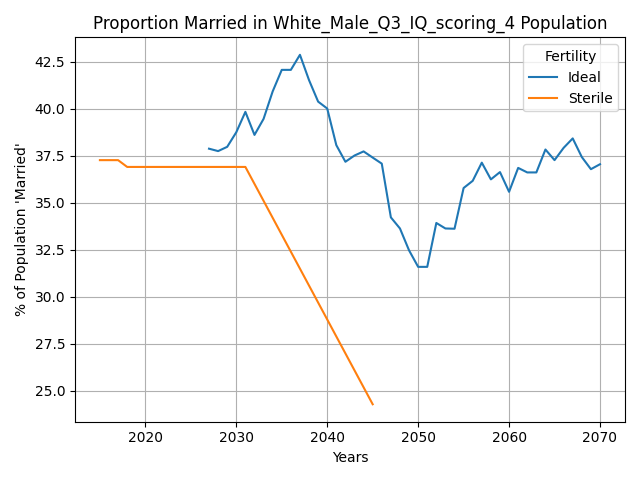 Proportion Married in White_Male_Q3_IQ_scoring_4 Population
Fertility
Ideal
Sterile
% of Population 'Married'
42.5
40.0
37.5
35.0
32.5
30.0
27.5
25.0
2020
2030
2040
2050
2060
2070
Years